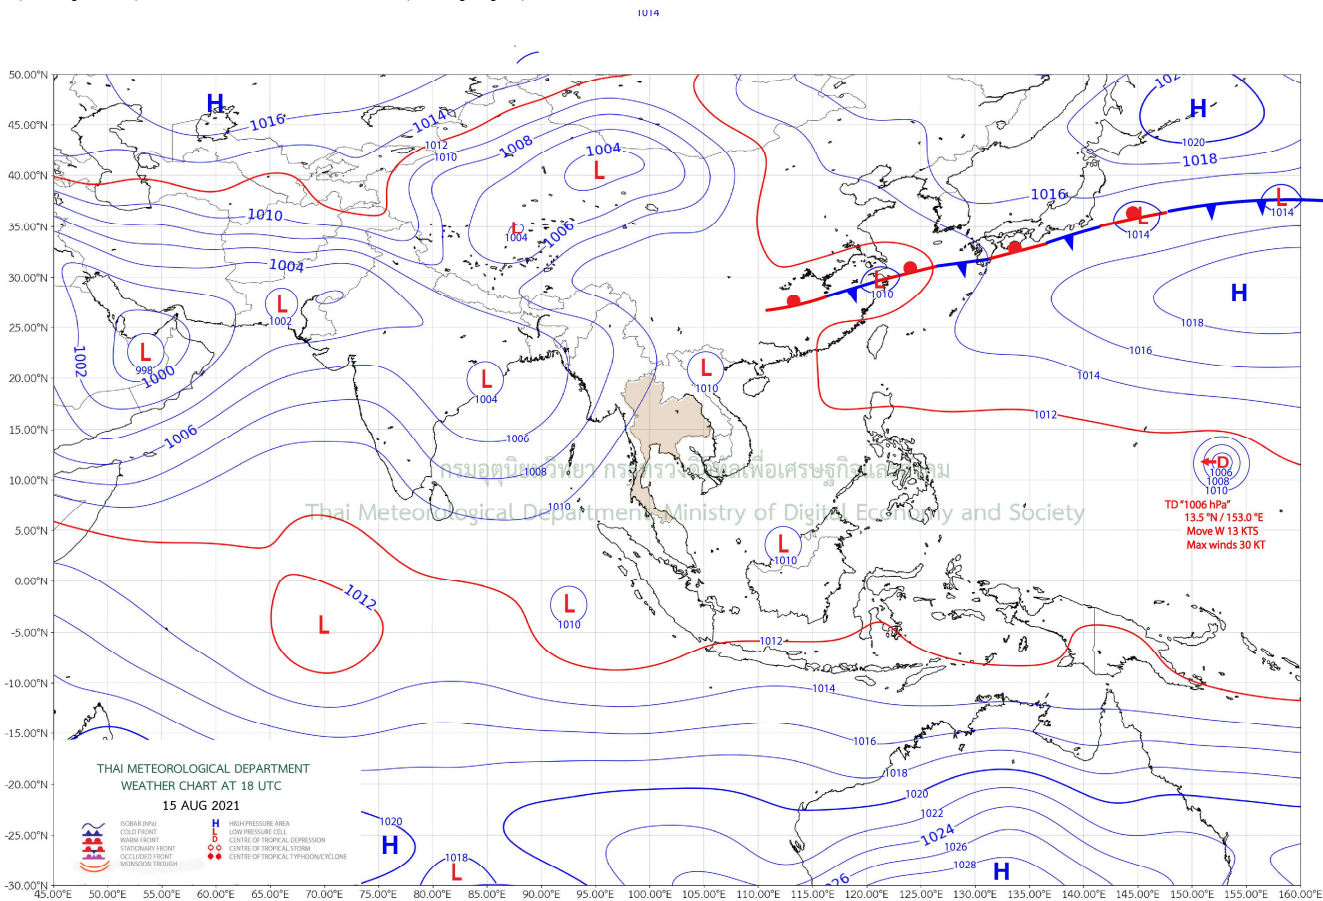 1014
50.00°N
H
H
1016
1014
1008
1012
1010
1004
L
1020
1018
45.00°N
40.00°N
1016
1010
L
1004
1006
L
1014
L
1014
35.00°N
1004
30.00°N
L
1002
L
1010
H
1018
25.00°N
1002
L
998
1000
L
1004
L
1010
1016
1014
20.00°N
1012
15.00°N
1006
1006
1008
1010
กรมอุตุนิยมวิทยา กระทรวงดิจิทัลเพื่อเศรษฐกิจและสังคม
D
1006
1008
1010
10.00°N
Thai Meteorological Department, Ministry of Digital Economy and Society
TD "1006 hPa"
13.5 °N / 153.0 °E
Move W 13 KTS
Max winds 30 KT
5.00°N
L
1010
0.00°N
1012
L
L
1010
1012
-5.00°N
-10.00°N
1014
-15.00°N
1016
1018
-20.00°N
1020
1022
1024
1026
1028
H
THAI METEOROLOGICAL DEPARTMENT
WEATHER CHART AT 18 UTC
15 AUG 2021
ISOBAR (hPa)
COLD FRONT
WARM FRONT
STATIONARY FRONT
OCCLUDED FRONT
MONSOON TROUGH
H HIGH PRESSURE AREA
L LOW PRESSURE CELL
D CENTRE OF TROPICAL DEPRESSION
CENTRE OF TROPICAL STORM
CENTRE OF TROPICAL TYPHOON/CYCLONE
1020
H
1018
L
-25.00°N
-30.00°N
45.00°E 50.00°E 55.00°E 60.00°E 65.00°E 70.00°E 75.00°E 80.00°E 85.00°E 90.00°E 95.00°E 100.00°E 105.00°E 110.00°E 115.00°E 120.00°E 125.00°E 130.00°E 135.00°E 140.00°E 145.00°E 150.00°E 155.00°E 160.00°E